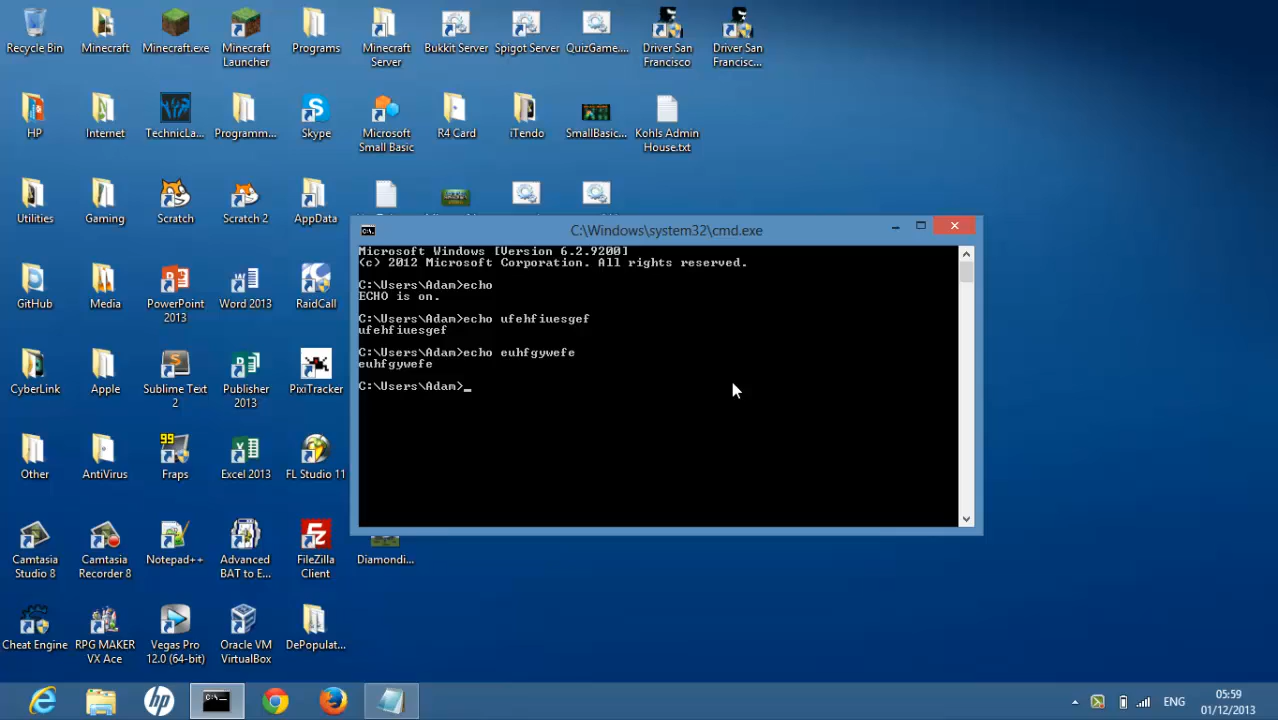 Recycle Bin
Minecraft
Minecraft.exe
Minecraft Launcher
Programs
Minecraft Server
Bukkit Server
Spigot Server
QuizGame....
Driver San Francisco
Driver San Francisc...
HP
Internet
TechnicLa...
Programm...
Skype
Microsoft Small Basic
R4 Card
iTendo
SmallBasic...
Kohls Admin House.txt
Utilities
Gaming
Scratch
Scratch 2
AppData
C:\Windows\system32\cmd.exe
Microsoft Windows [Version 6.2.9200]
(c) 2012 Microsoft Corporation. All rights reserved.
C:\Users\Adam>echo
ECHO is on.
C:\Users\Adam>echo ufehfiuesgef
ufehfiuesgef
C:\Users\Adam>echo euhfgywefe
euhfgywefe
C:\Users\Adam>_
GitHub
Media
PowerPoint 2013
Word 2013
RaidCall
CyberLink
Apple
Sublime Text 2
Publisher 2013
PixiTracker
99
Other
AntiVirus
Fraps
Excel 2013
FL Studio 11
Camtasia Studio 8
Camtasia Recorder 8
Notepad++
Advanced BAT to E...
FileZilla Client
Diamondi...
Cheat Engine
RPG MAKER VX Ace
Vegas Pro 12.0 (64-bit)
Oracle VM VirtualBox
DePopulat...
ENG
05:59
01/12/2013